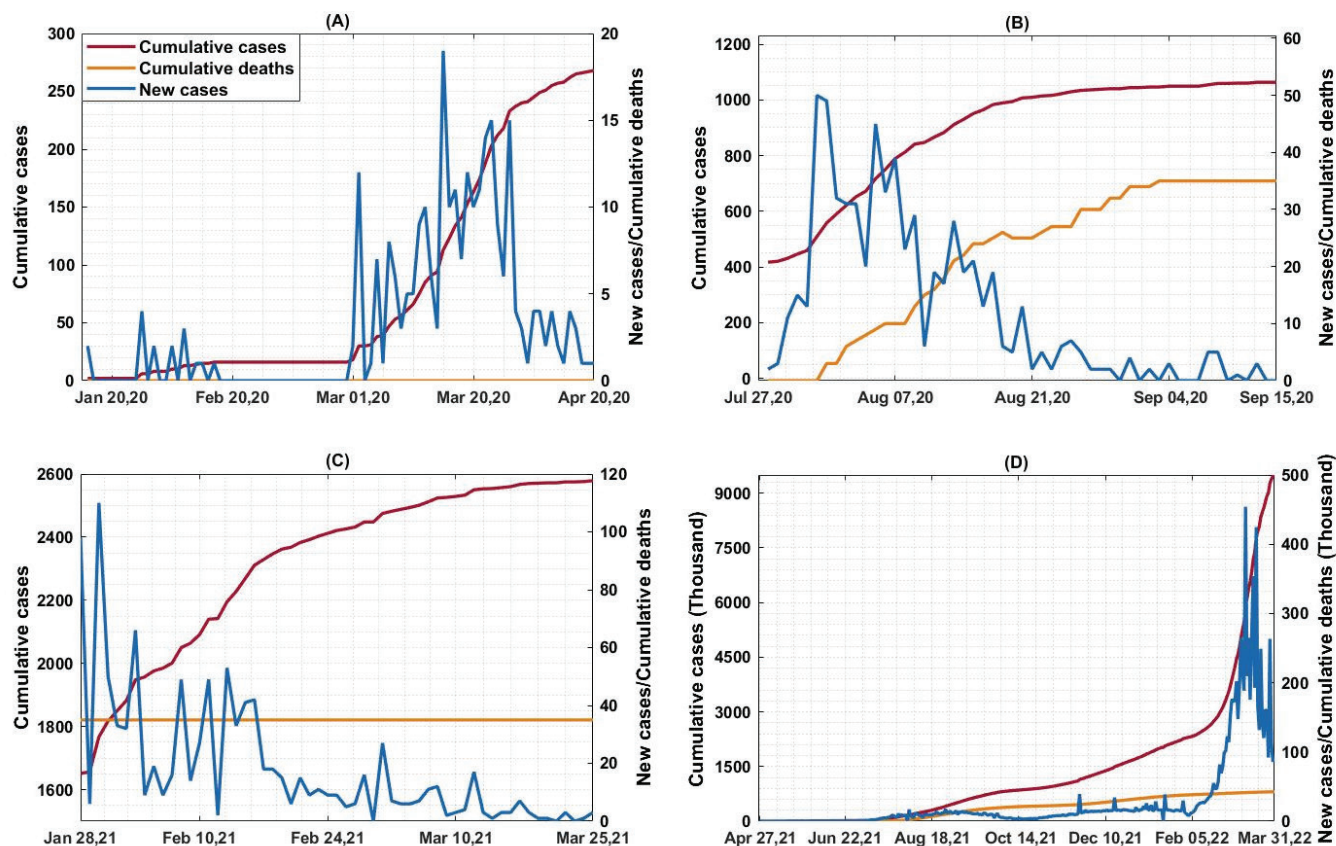 (A)
300
250
200
150
100
50
0
Cumulative cases
Cumulative cases
Cumulative deaths
New cases
20
15
10
5
0
New cases/Cumulative deaths
Jan 20,20
Feb 20,20
Mar 01,20
Mar 20,20
Apr 20,20
(B)
1200
1000
800
600
400
200
0
Cumulative cases
60
50
40
30
20
10
0
New cases/Cumulative deaths
Jul 27,20
Aug 07,20
Aug 21,20
Sep 04,20
Sep 15,20
(C)
2600
2400
2200
2000
1800
1600
Cumulative cases
120
100
80
60
40
20
0
New cases/Cumulative deaths
Jan 28,21
Feb 10,21
Feb 24,21
Mar 10,21
Mar 25,21
(D)
9000
7500
6000
4500
3000
1500
0
Cumulative cases (Thousand)
500
400
300
200
100
0
New cases/Cumulative deaths (Thousand)
Apr 27,21
Jun 22,21
Aug 18,21
Oct 14,21
Dec 10,21
Feb 05,22
Mar 31,22